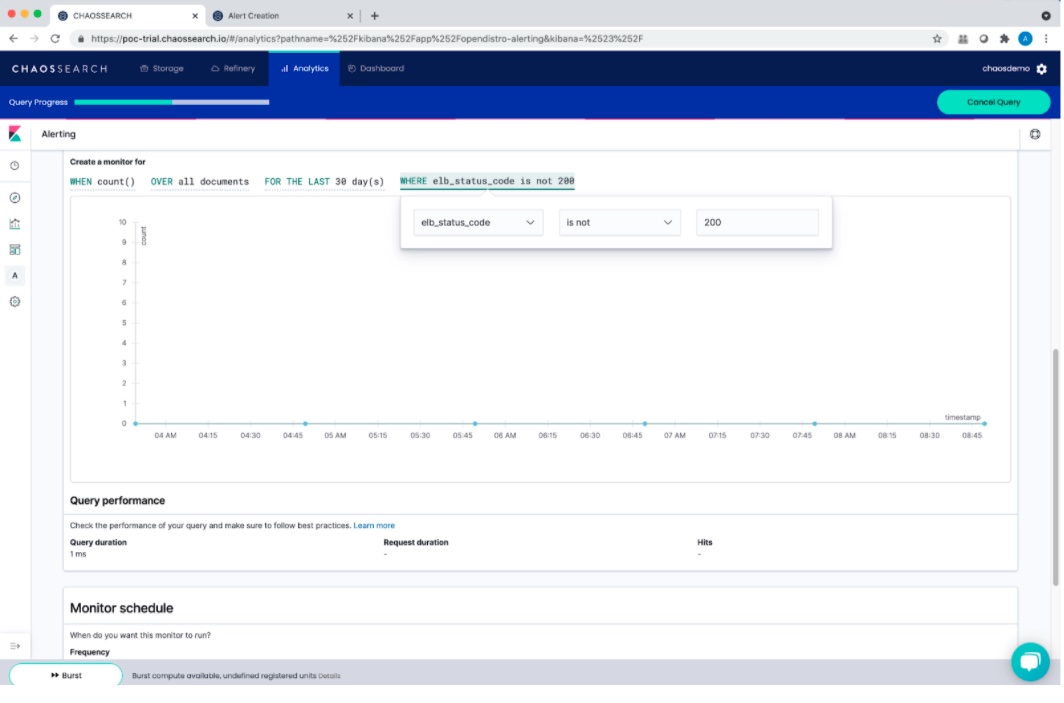 CHAOSSEARCH × Alert Creation × +
https://poc-trial.chaossearch.io/#/analytics?pathname=%252Fkibana%252Fapp%252Fopendistro-alerting&kibana=%2523%252F A
CHAOSSEARCH Storage Refinery Analytics Dashboard chaosdemo
Query Progress Cancel Query
Alerting
Create a monitor for
WHEN count() OVER all documents FOR THE LAST 30 day(s) WHERE elb_status_code is not 200
elb_status_code is not 200
10
count
9
8
7
A
6
5
4
3
2
1
timestamp
0
04 AM 04:15 04:30 04:45 05 AM 05:15 05:30 05:45 06 AM 06:15 06:30 06:45 07 AM 07:15 07:30 07:45 08 AM 08:15 08:30 08:45
Query performance
Check the performance of your query and make sure to follow best practices. Learn more
Query duration Request duration Hits
1 ms - -
Monitor schedule
When do you want this monitor to run?
Frequency
Burst Burst compute available, undefined registered units Details